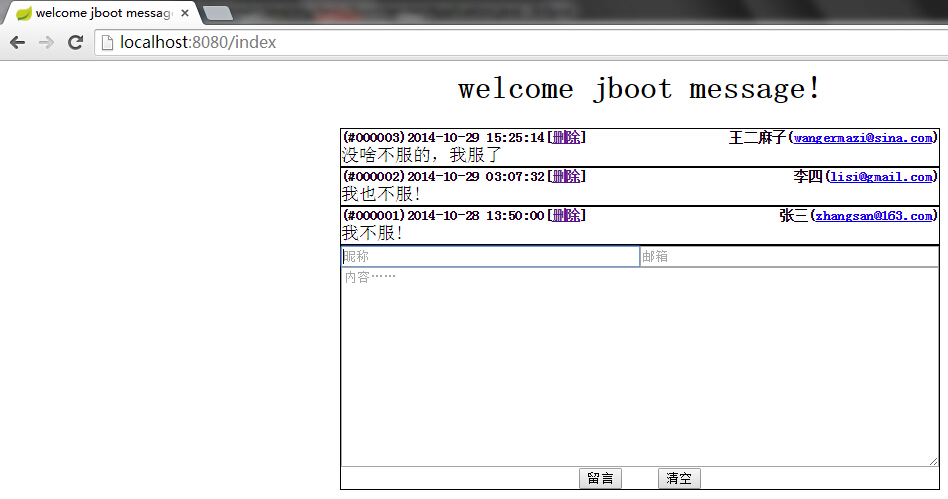 welcome jboot message
localhost:8080/index
welcome jboot message!
(#000003)2014-10-29 15:25:14[删除] 王二麻子(wangermazi@sina.com)
没啥不服的，我服了
(#000002)2014-10-29 03:07:32[删除] 李四(lisi@gmail.com)
我也不服!
(#000001)2014-10-28 13:50:00[删除] 张三(zhangsan@163.com)
我不服!
昵称 邮箱
内容……
留言 清空